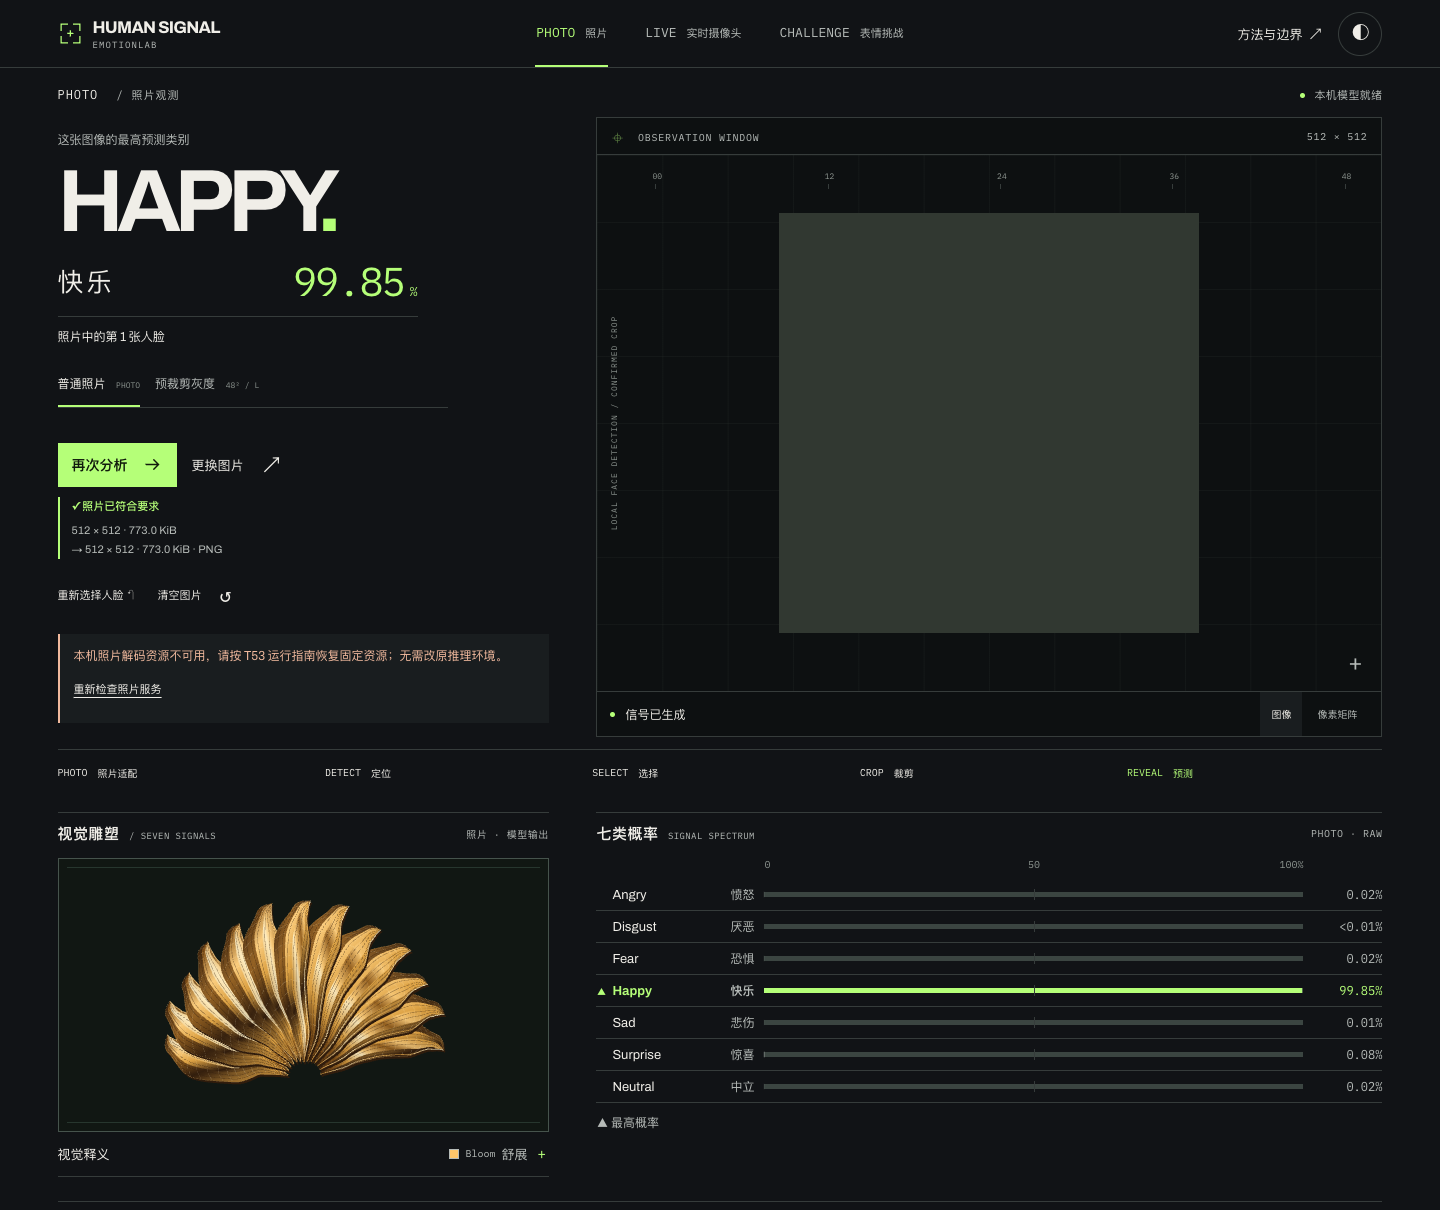 HUMAN SIGNAL
EMOTIONLAB
PHOTO 照片
LIVE 实时摄像头
CHALLENGE 表情挑战
方法与边界 ↗
PHOTO / 照片观测
本机模型就绪
这张图像的最高预测类别
HAPPY.
快乐 99.85 %
照片中的第 1 张人脸
普通照片 PHOTO 预裁剪灰度 48² / L
再次分析 → 更换图片 ↗
✓照片已符合要求
512 × 512 · 773.0 KiB
→ 512 × 512 · 773.0 KiB · PNG
重新选择人脸 清空图片 ↺
本机照片解码资源不可用，请按 T53 运行指南恢复固定资源；无需改原推理环境。
重新检查照片服务
OBSERVATION WINDOW 512 × 512
00 12 24 36 48
LOCAL FACE DETECTION / CONFIRMED CROP
+
信号已生成 图像 像素矩阵
PHOTO 照片适配 DETECT 定位 SELECT 选择 CROP 裁剪 REVEAL 预测
视觉雕塑 / SEVEN SIGNALS 照片 · 模型输出
视觉释义 Bloom 舒展 +
七类概率 SIGNAL SPECTRUM PHOTO · RAW
0 50 100%
Angry 愤怒 0.02%
Disgust 厌恶 <0.01%
Fear 恐惧 0.02%
▲ Happy 快乐 99.85%
Sad 悲伤 0.01%
Surprise 惊喜 0.08%
Neutral 中立 0.02%
▲ 最高概率